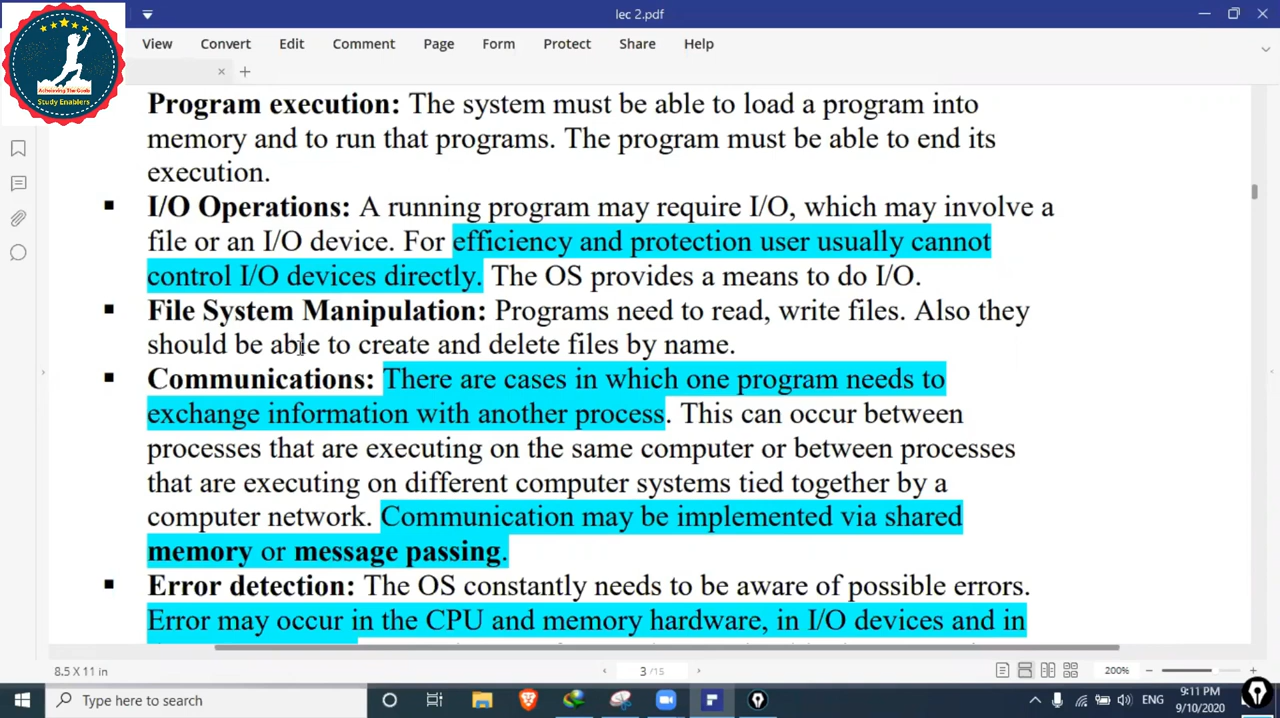 lec 2.pdf
Achieveing The Goals
Study Enablers
View Convert Edit Comment Page Form Protect Share Help
Program execution: The system must be able to load a program into
memory and to run that programs. The program must be able to end its
execution.
▪ I/O Operations: A running program may require I/O, which may involve a
file or an I/O device. For efficiency and protection user usually cannot
control I/O devices directly. The OS provides a means to do I/O.
▪ File System Manipulation: Programs need to read, write files. Also they
should be able to create and delete files by name.
▪ Communications: There are cases in which one program needs to
exchange information with another process. This can occur between
processes that are executing on the same computer or between processes
that are executing on different computer systems tied together by a
computer network. Communication may be implemented via shared
memory or message passing.
▪ Error detection: The OS constantly needs to be aware of possible errors.
Error may occur in the CPU and memory hardware, in I/O devices and in
8.5 X 11 in 3 /15 200%
Type here to search ENG 9:11 PM
9/10/2020